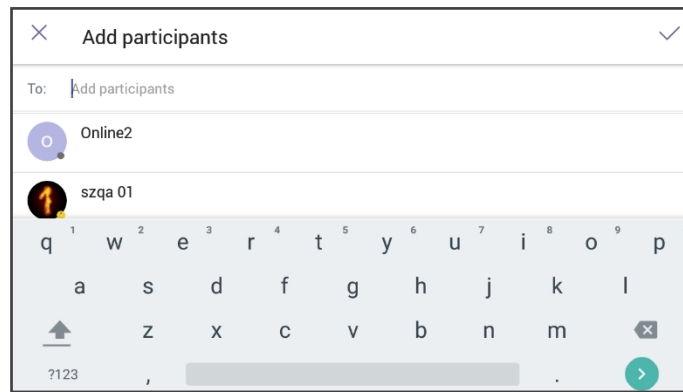 Add participants
To: Add participants
O Online2
szqa 01
q 1 w 2 e 3 r 4 t 5 y 6 u 7 i 8 o 9 p
a s d f g h j k l
z x c v b n m
?123 , .